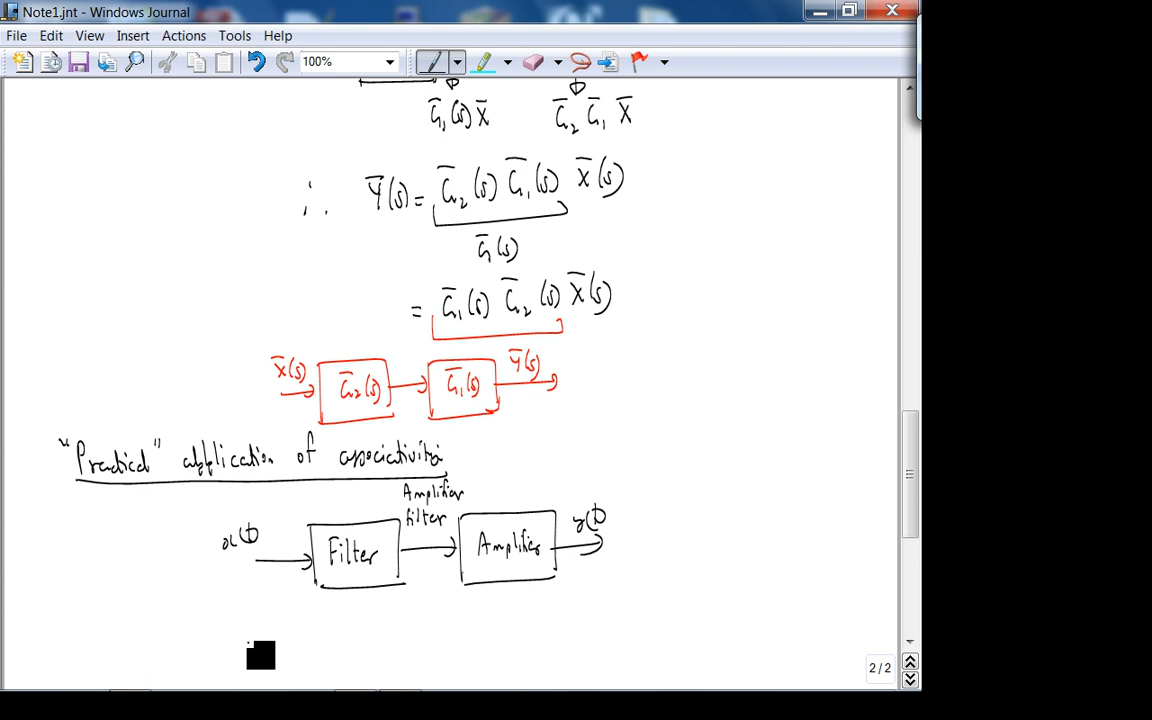 Note1.jnt - Windows Journal
File Edit View Insert Actions Tools Help
100%
G̅₁(s) X̅ G̅₂ G̅₁ X̅
∴ Y̅(s) = G̅₂(s) G̅₁(s) X̅(s)
G̅(s)
= G̅₁(s) G̅₂(s) X̅(s)
X̅(s) G̅₂(s) G̅₁(s) Y̅(s)
"Practical" application of associativity
Amplifier
filter
x(t) Filter Amplifier y(t)
2 / 2